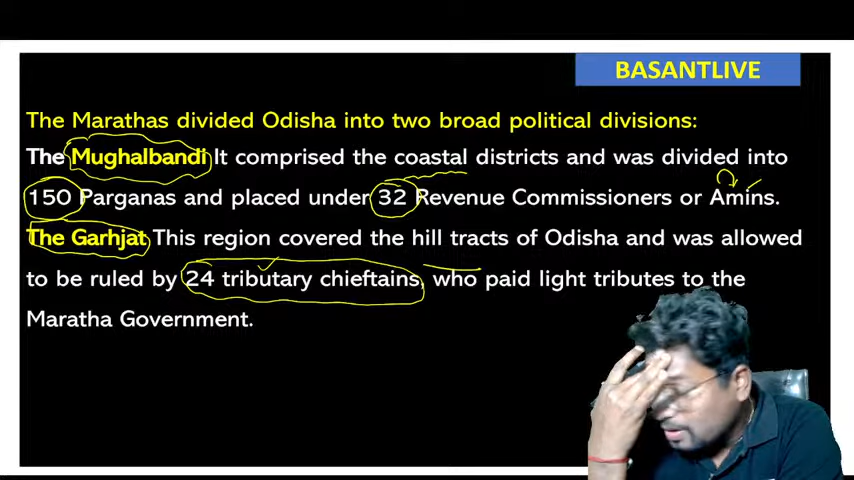 BASANTLIVE
The Marathas divided Odisha into two broad political divisions:
The Mughalbandi It comprised the coastal districts and was divided into
150 Parganas and placed under 32 Revenue Commissioners or Amins.
The Garhjat This region covered the hill tracts of Odisha and was allowed
to be ruled by 24 tributary chieftains, who paid light tributes to the
Maratha Government.